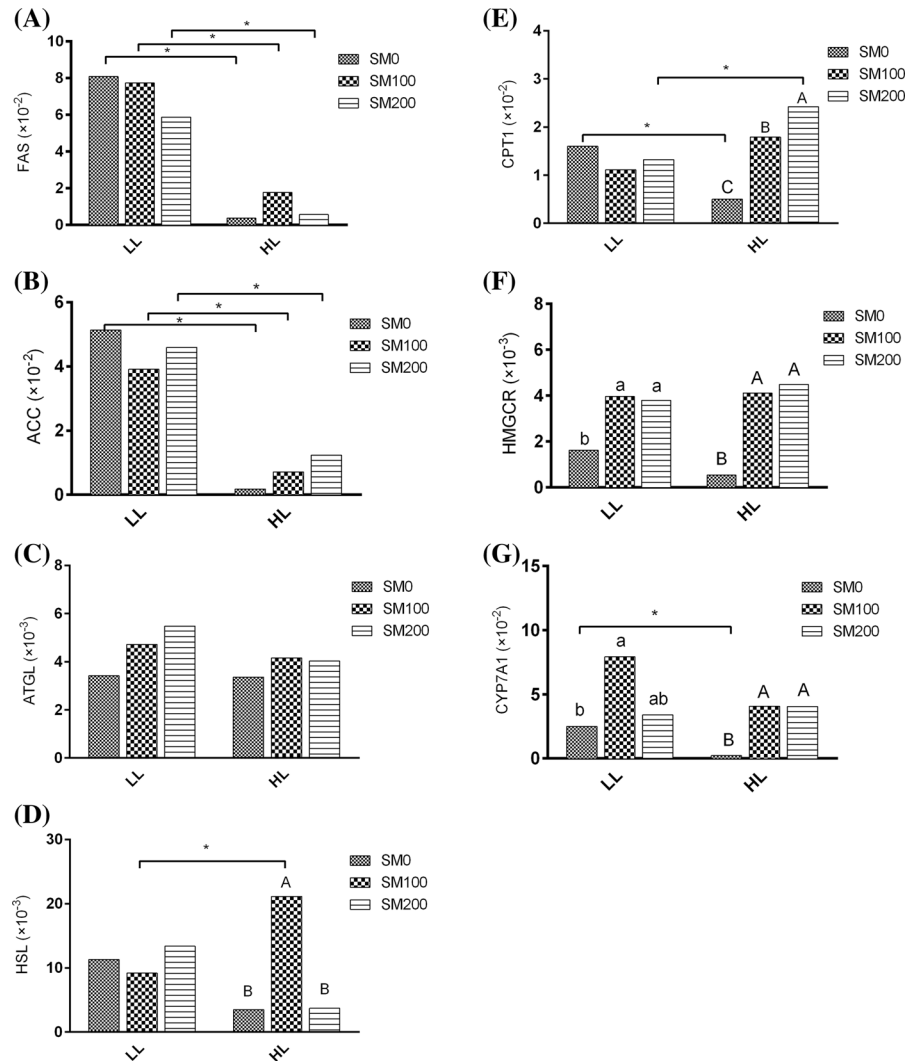 (A)
FAS (×10⁻²)
10
8
6
4
2
0
*
*
*
SM0
SM100
SM200
LL
HL
(B)
ACC (×10⁻²)
6
4
2
0
*
*
*
SM0
SM100
SM200
LL
HL
(C)
ATGL (×10⁻³)
8
6
4
2
0
SM0
SM100
SM200
LL
HL
(D)
HSL (×10⁻³)
30
20
10
0
*
A
B
B
SM0
SM100
SM200
LL
HL
(E)
CPT1 (×10⁻²)
4
3
2
1
0
*
*
A
B
C
SM0
SM100
SM200
LL
HL
(F)
HMGCR (×10⁻³)
8
6
4
2
0
b
a
a
B
A
A
SM0
SM100
SM200
LL
HL
(G)
CYP7A1 (×10⁻²)
15
10
5
0
*
b
a
ab
B
A
A
SM0
SM100
SM200
LL
HL